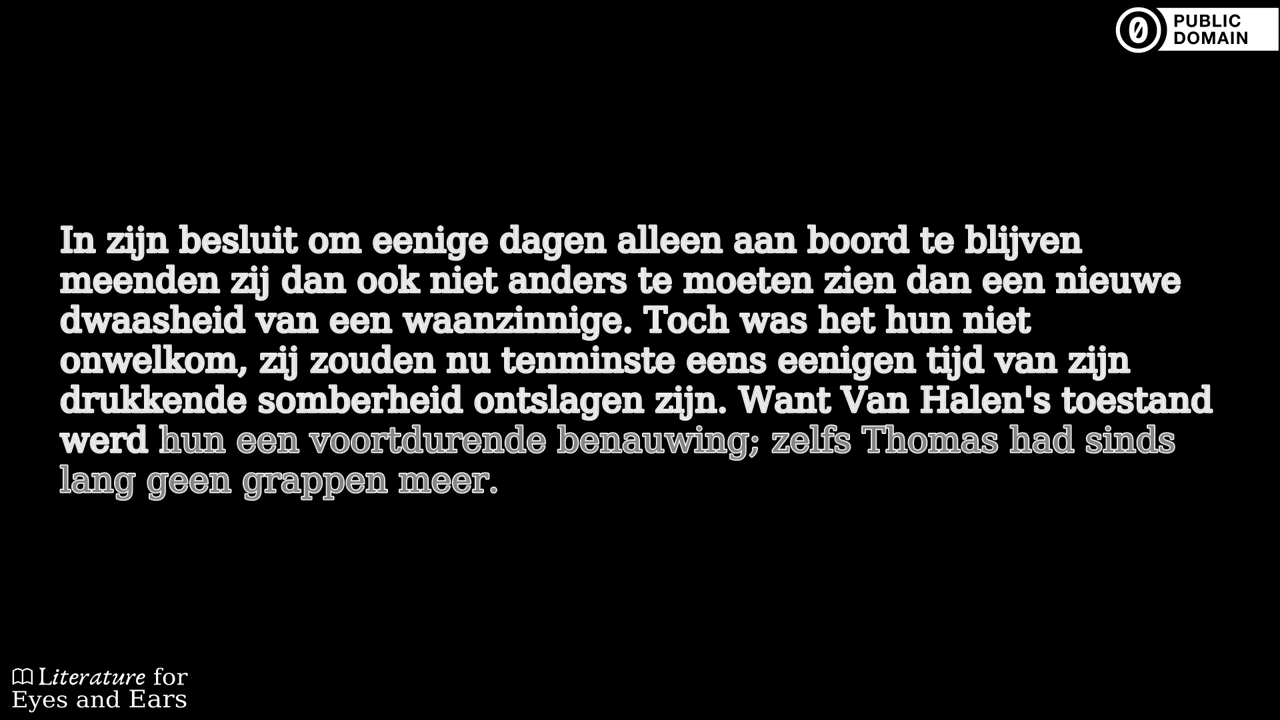 PUBLIC
DOMAIN
In zijn besluit om eenige dagen alleen aan boord te blijven
meenden zij dan ook niet anders te moeten zien dan een nieuwe
dwaasheid van een waanzinnige. Toch was het hun niet
onwelkom, zij zouden nu tenminste eens eenigen tijd van zijn
drukkende somberheid ontslagen zijn. Want Van Halen's toestand
werd hun een voortdurende benauwing; zelfs Thomas had sinds
lang geen grappen meer.
Literature for
Eyes and Ears